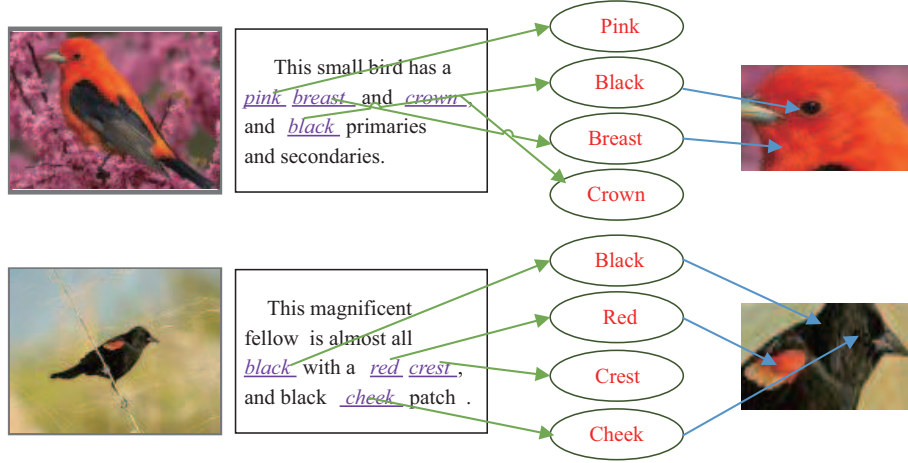 This small bird has a
pink breast and crown ,
and black primaries
and secondaries.
Pink
Black
Breast
Crown
This magnificent
fellow is almost all
black with a red crest ,
and black cheek patch .
Black
Red
Crest
Cheek